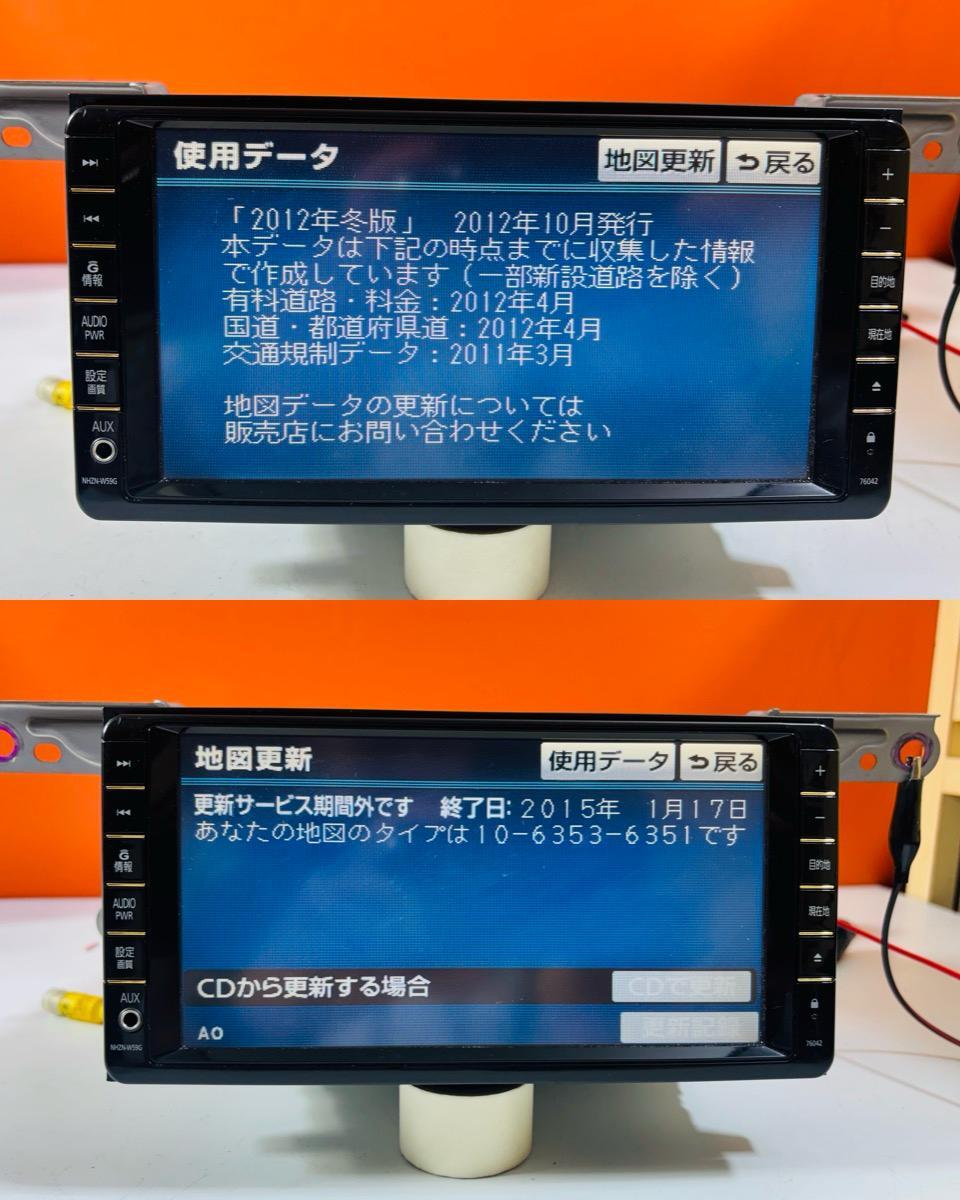 使用データ
地図更新
戻る
「2012年冬版」 2012年10月発行
本データは下記の時点までに収集した情報
で作成しています（一部新設道路を除く）
有料道路・料金：2012年4月
国道・都道府県道：2012年4月
交通規制データ：2011年3月
地図データの更新については
販売店にお問い合わせください
G
情報
AUDIO
PWR
設定
画質
AUX
NHZN-W59G
+
-
目的地
現在地
76042
地図更新
使用データ
戻る
更新サービス期間外です 終了日：2015年 1月17日
あなたの地図のタイプは10-6353-6351です
CDから更新する場合
CDで更新
A0
更新記録
G
情報
AUDIO
PWR
設定
画質
AUX
NHZN-W59G
+
-
目的地
現在地
76042